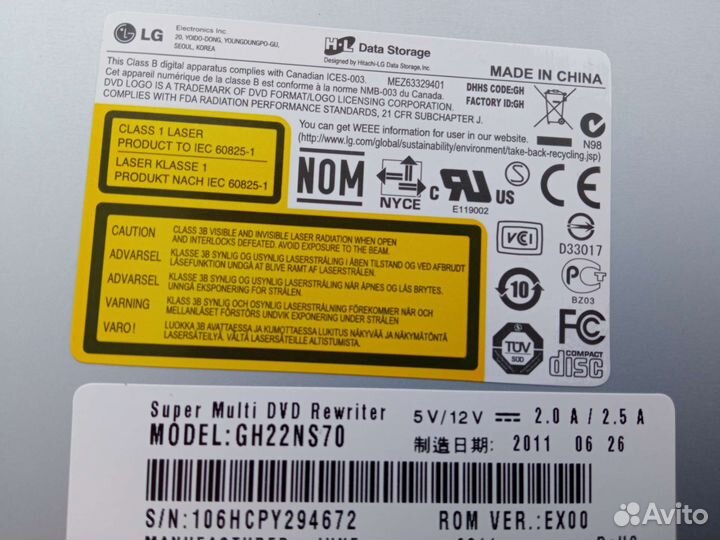 LG Electronics Inc
20, YOIDO-DONG, YOUNGDUNGPO-GU,
SEOUL, KOREA
H·L Data Storage
Designed by Hitachi-LG Data Storage, Inc.
MADE IN CHINA
This Class B digital apparatus complies with Canadian ICES-003. MEZ63329401
Cet appareil numérique de la classe B est conforme à la norme NMB-003 du Canada.
DVD LOGO IS A TRADEMARK OF DVD FORMAT/LOGO LICENSING CORPORATION.
COMPLIES WITH FDA RADIATION PERFORMANCE STANDARDS, 21 CFR SUBCHAPTER J.
DHHS CODE:GH
FACTORY ID:GH
N98
You can get WEEE information for user in our website.
(http://www.lg.com/global/sustainability/environment/take-back-recycling.jsp)
CLASS 1 LASER
PRODUCT TO IEC 60825-1
LASER KLASSE 1
PRODUKT NACH IEC 60825-1
NOM
NYCE
C UR US
E119002
CE
VCI
D33017
CAUTION CLASS 3B VISIBLE AND INVISIBLE LASER RADIATION WHEN OPEN
AND INTERLOCKS DEFEATED. AVOID EXPOSURE TO THE BEAM.
ADVARSEL KLASSE 3B SYNLIG OG USYNLIG LASERSTRÅLING I ÅBEN TILSTAND OG VED AFBRUDT
LÅSEFUNKTION UNDGÅ AT BLIVE RAMT AF LASERSTRÅLEN.
ADVARSEL KLASSE 3B SYNLIG OG USYNLIG LASERSTRÅLING NÅR ÅPNES OG LÅS BRYTES.
UNNGÅ EKSPONERING FOR STRÅLEN.
VARNING KLASS 3B SYNLIG OCH OSYNLIG LASERSTRÅLNING FÖREKOMMER NÄR OCH
MELLANLÅSET FÖRSTÖRS UNDVIK EXPONERING UNDER STRÅLEN.
VARO! LUOKKA 3B AVATTAESSA JA KUMOTTAESSA LUKITUS NÄKYVÄÄ JA NÄKYMÄTÖNTÄ
LASERSÄTEILYÄ. VÄLTÄ LASERSÄTEELLE ALTISTUMISTA.
10
PCT
BZ03
TÜV
SÜD
FC
COMPACT
disc
Super Multi DVD Rewriter 5V/12V 2.0 A / 2.5 A
MODEL:GH22NS70 制造日期: 2011 06 26
S/N:106HCPY294672 ROM VER.:EX00
MANUFACTURED JUNE 2011 RoHS
Avito